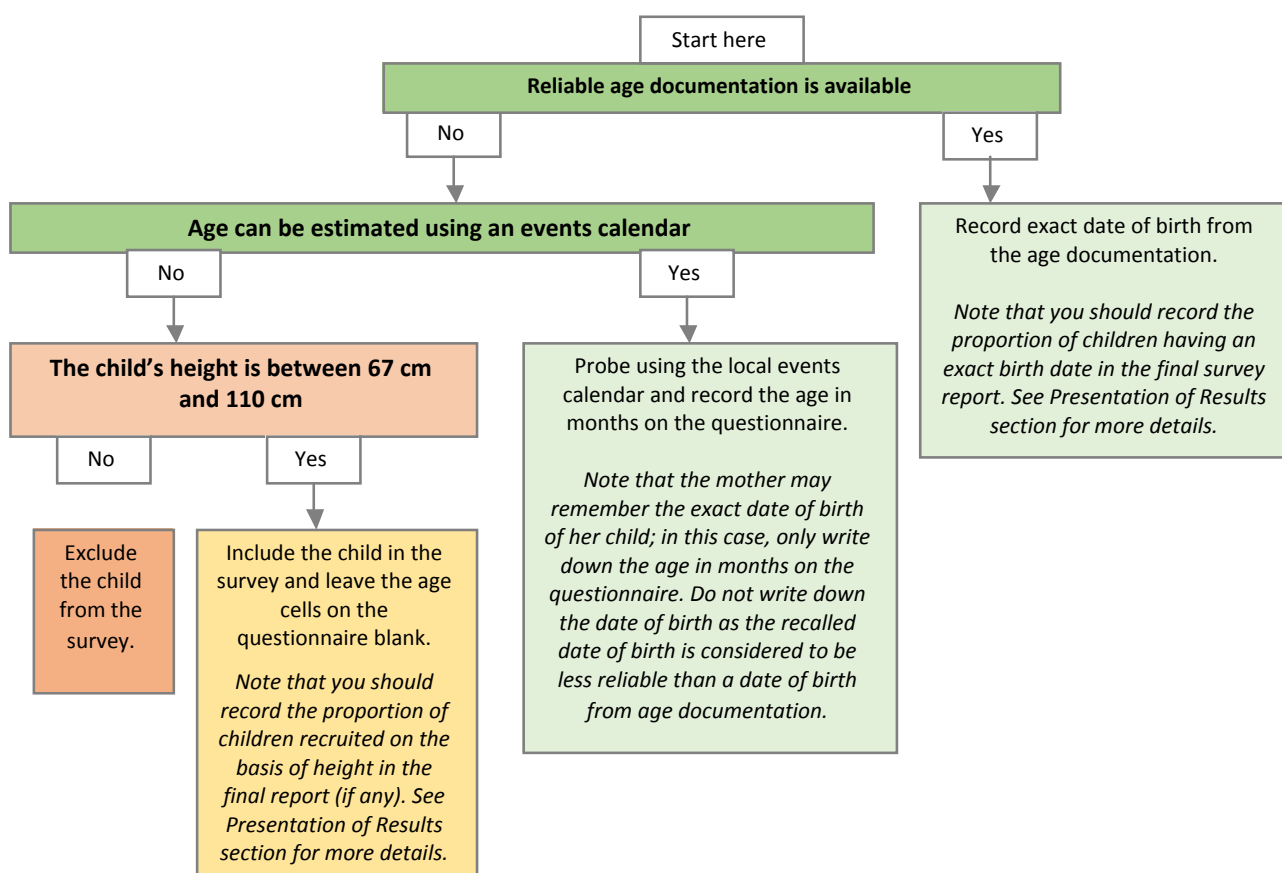 Start here
Reliable age documentation is available
No
Yes
Age can be estimated using an events calendar
No
Yes
Record exact date of birth from
the age documentation.
Note that you should record the
proportion of children having an
exact birth date in the final survey
report. See Presentation of Results
section for more details.
The child's height is between 67 cm
and 110 cm
No
Yes
Probe using the local events
calendar and record the age in
months on the questionnaire.
Note that the mother may
remember the exact date of birth
of her child; in this case, only write
down the age in months on the
questionnaire. Do not write down
the date of birth as the recalled
date of birth is considered to be
less reliable than a date of birth
from age documentation.
Exclude
the child
from the
survey.
Include the child in the
survey and leave the age
cells on the
questionnaire blank.
Note that you should
record the proportion of
children recruited on the
basis of height in the
final report (if any). See
Presentation of Results
section for more details.